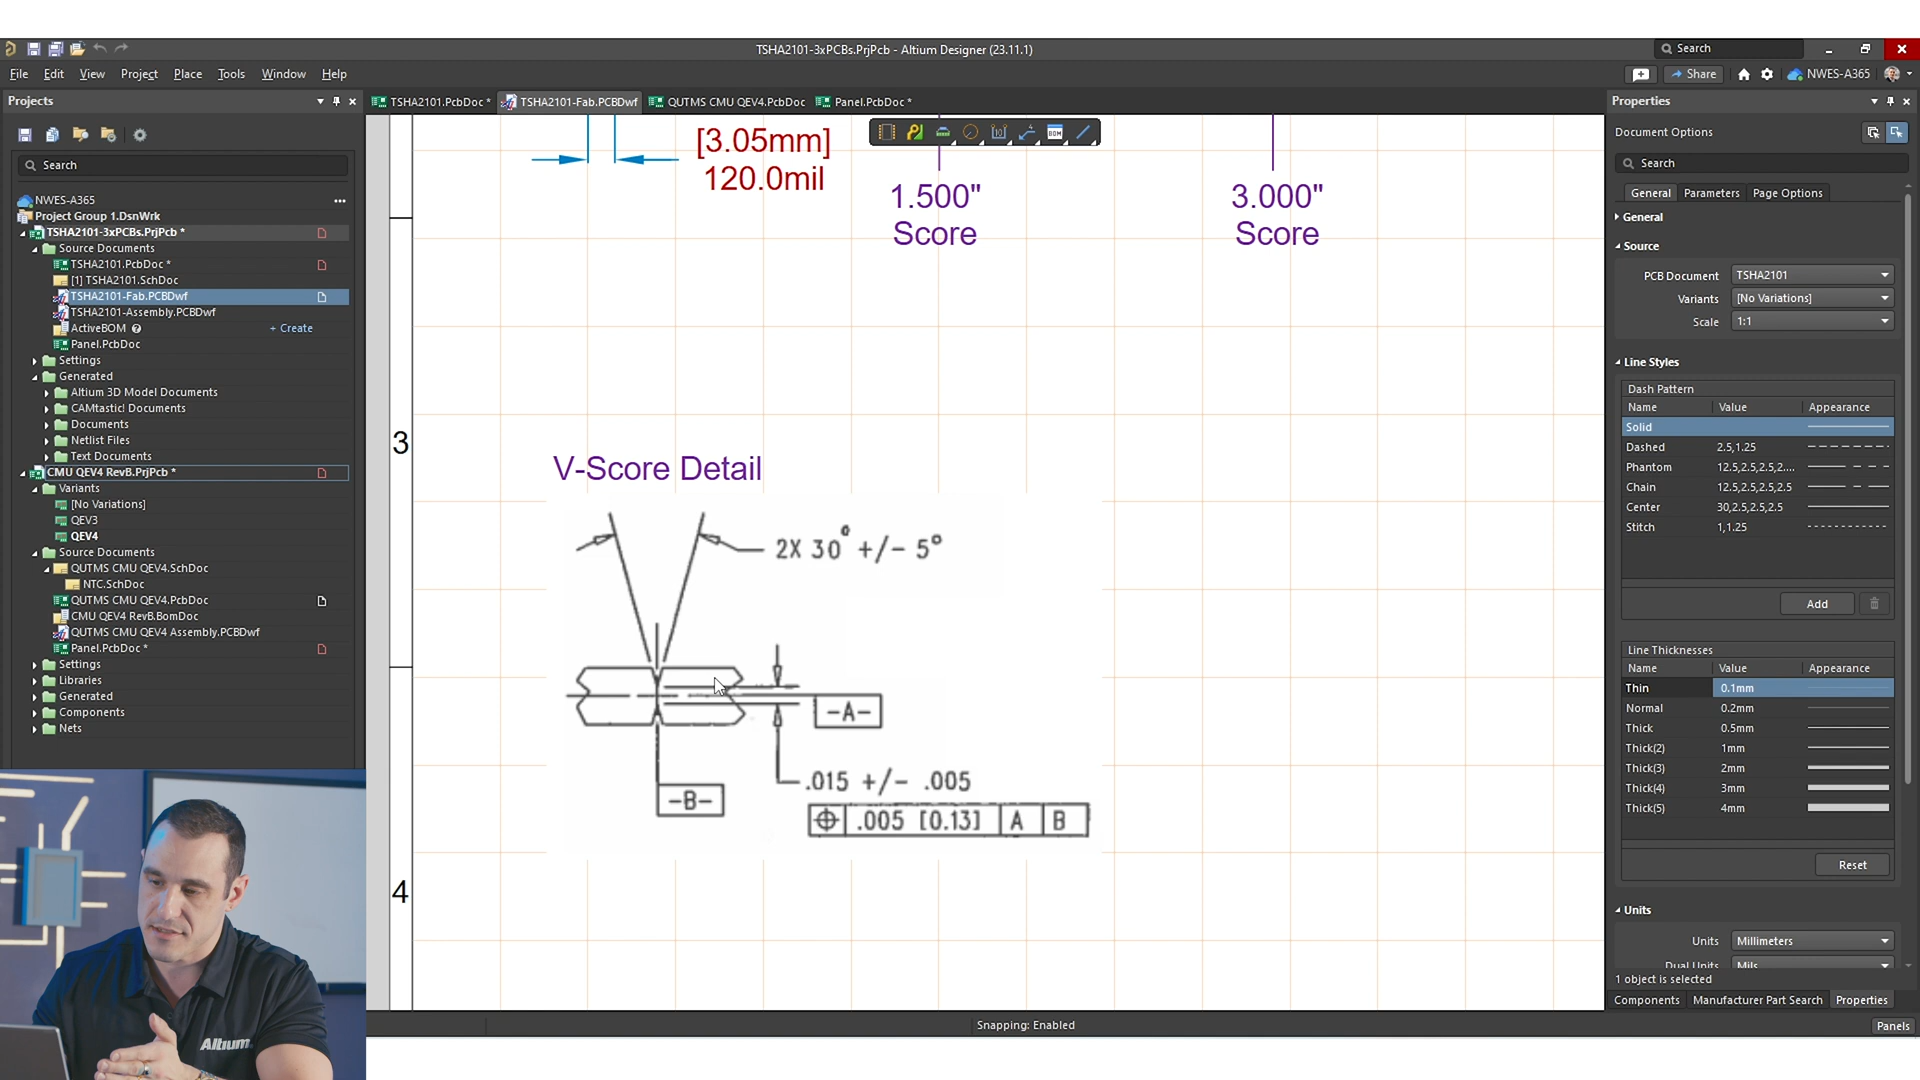 TSHA2101-3xPCBs.PrjPcb - Altium Designer (23.11.1)
Search
File Edit View Project Place Tools Window Help
Share
NWES-A365
Projects
TSHA2101.PcbDoc *
TSHA2101-Fab.PCBDwf
QUTMS CMU QEV4.PcbDoc
Panel.PcbDoc *
Properties
Search
NWES-A365
Project Group 1.DsnWrk
TSHA2101-3xPCBs.PrjPcb *
Source Documents
TSHA2101.PcbDoc *
[1] TSHA2101.SchDoc
TSHA2101-Fab.PCBDwf
TSHA2101-Assembly.PCBDwf
ActiveBOM
+ Create
Panel.PcbDoc
Settings
Generated
Altium 3D Model Documents
CAMtastic! Documents
Documents
Netlist Files
Text Documents
CMU QEV4 RevB.PrjPcb *
Variants
[No Variations]
QEV3
QEV4
Source Documents
QUTMS CMU QEV4.SchDoc
NTC.SchDoc
QUTMS CMU QEV4.PcbDoc
CMU QEV4 RevB.BomDoc
QUTMS CMU QEV4 Assembly.PCBDwf
Panel.PcbDoc *
Settings
Libraries
Generated
Components
Nets
[3.05mm]
120.0mil
10
BOM
1.500"
Score
3.000"
Score
3
V-Score Detail
2X 30° +/- 5°
-A-
.015 +/- .005
-B-
.005 [0.13] A B
4
Snapping: Enabled
Document Options
Search
General Parameters Page Options
General
Source
PCB Document TSHA2101
Variants [No Variations]
Scale 1:1
Line Styles
Dash Pattern
Name Value Appearance
Solid
Dashed 2.5,1.25
Phantom 12.5,2.5,2.5,2....
Chain 12.5,2.5,2.5,2.5
Center 30,2.5,2.5,2.5
Stitch 1,1.25
Add
Line Thicknesses
Name Value Appearance
Thin 0.1mm
Normal 0.2mm
Thick 0.5mm
Thick(2) 1mm
Thick(3) 2mm
Thick(4) 3mm
Thick(5) 4mm
Reset
Units
Units Millimeters
Dual Units Mils
1 object is selected
Components Manufacturer Part Search Properties
Panels
Altium